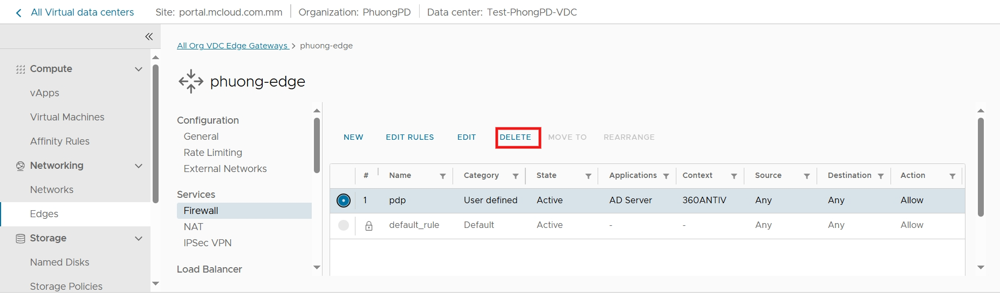 All Virtual data centers Site: portal.mcloud.com.mm Organization: PhuongPD Data center: Test-PhongPD-VDC
Compute
vApps
Virtual Machines
Affinity Rules
Networking
Networks
Edges
Storage
Named Disks
Storage Policies
All Org VDC Edge Gateways > phuong-edge
phuong-edge
Configuration
General
Rate Limiting
External Networks
Services
Firewall
NAT
IPSec VPN
Load Balancer
NEW EDIT RULES EDIT DELETE MOVE TO REARRANGE
# Name Category State Applications Context Source Destination Action
1 pdp User defined Active AD Server 360ANTIV Any Any Allow
default_rule Default Active - - Any Any Allow